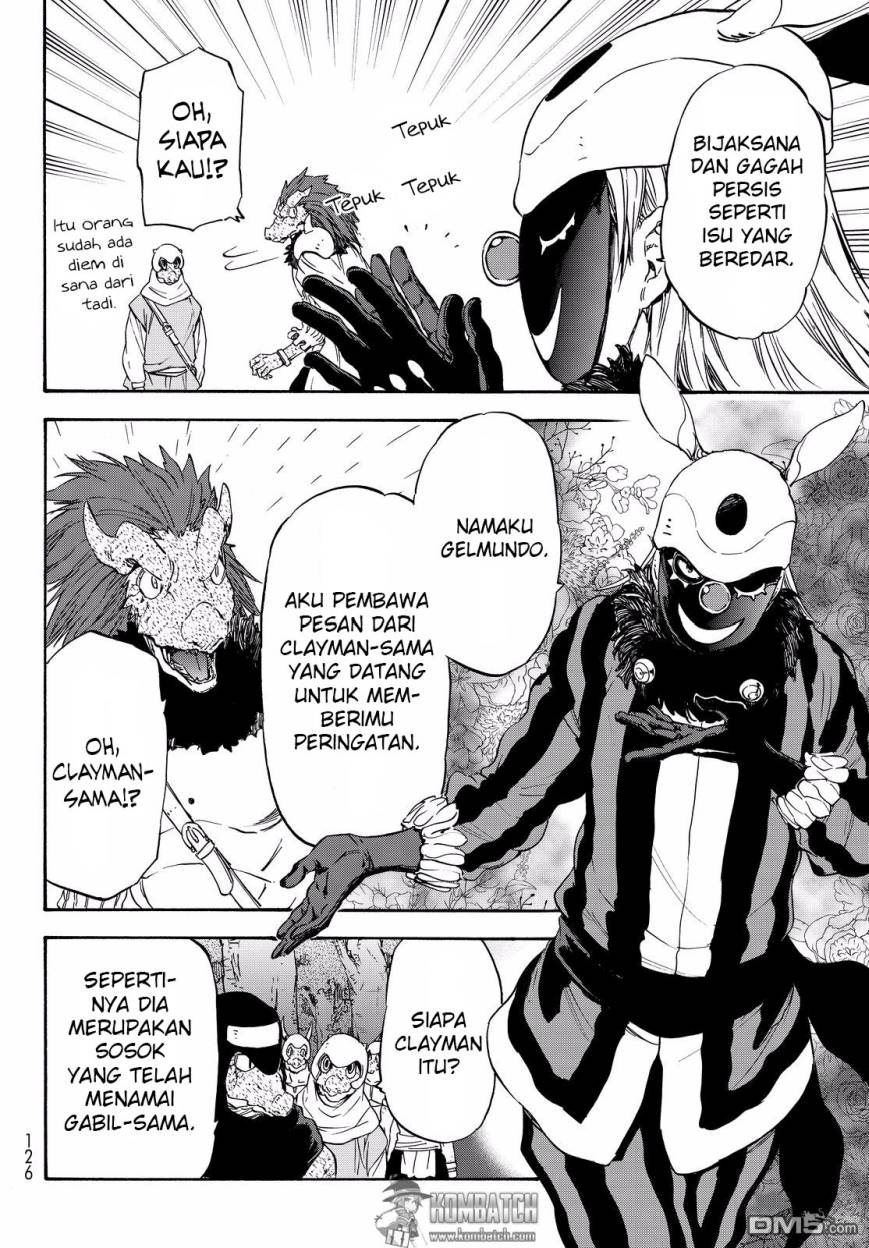 BIJAKSANA
DAN GAGAH
PERSIS
SEPERTI
ISU YANG
BEREDAR.
Tepuk
Tepuk
Tepuk
OH,
SIAPA
KAU!?
Itu orang
sudah ada
diem di
sana dari
tadi.
NAMAKU
GELMUNDO.
AKU PEMBAWA
PESAN DARI
CLAYMAN-SAMA
YANG DATANG
UNTUK MEM-
BERIMU
PERINGATAN.
OH,
CLAYMAN-
SAMA!?
SIAPA
CLAYMAN
ITU?
SEPERTI-
NYA DIA
MERUPAKAN
SOSOK
YANG TELAH
MENAMAI
GABIL-SAMA.
126
KOMBATCH
www.kombatch.com
DM5.com